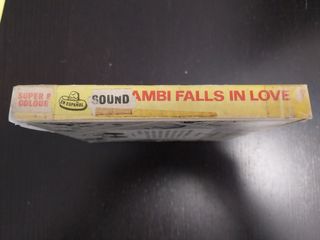 SUPER 8
COLOUR
EN ESPAÑOL
SOUND
AMBI FALLS IN LOVE